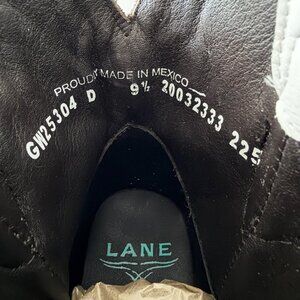 PROUDLY MADE IN MEXICO
GW25304 D 9½ 20032333 225
LANE